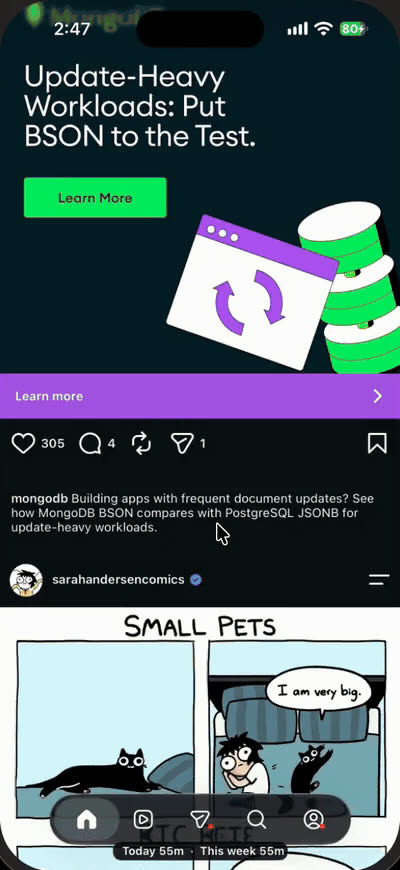 2:47
80
Update-Heavy
Workloads: Put
BSON to the Test.
Learn More
Learn more
305
4
1
mongodb Building apps with frequent document updates? See
how MongoDB BSON compares with PostgreSQL JSONB for
update-heavy workloads.
sarahandersencomics
SMALL PETS
I am very big.
Today 55m · This week 55m